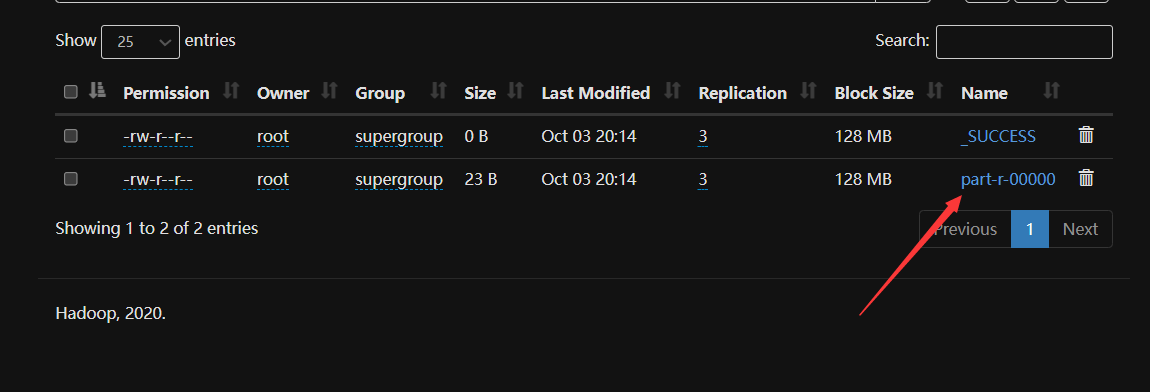 Show 25 entries Search:
Permission Owner Group Size Last Modified Replication Block Size Name
-rw-r--r-- root supergroup 0 B Oct 03 20:14 3 128 MB _SUCCESS
-rw-r--r-- root supergroup 23 B Oct 03 20:14 3 128 MB part-r-00000
Showing 1 to 2 of 2 entries Previous 1 Next
Hadoop, 2020.